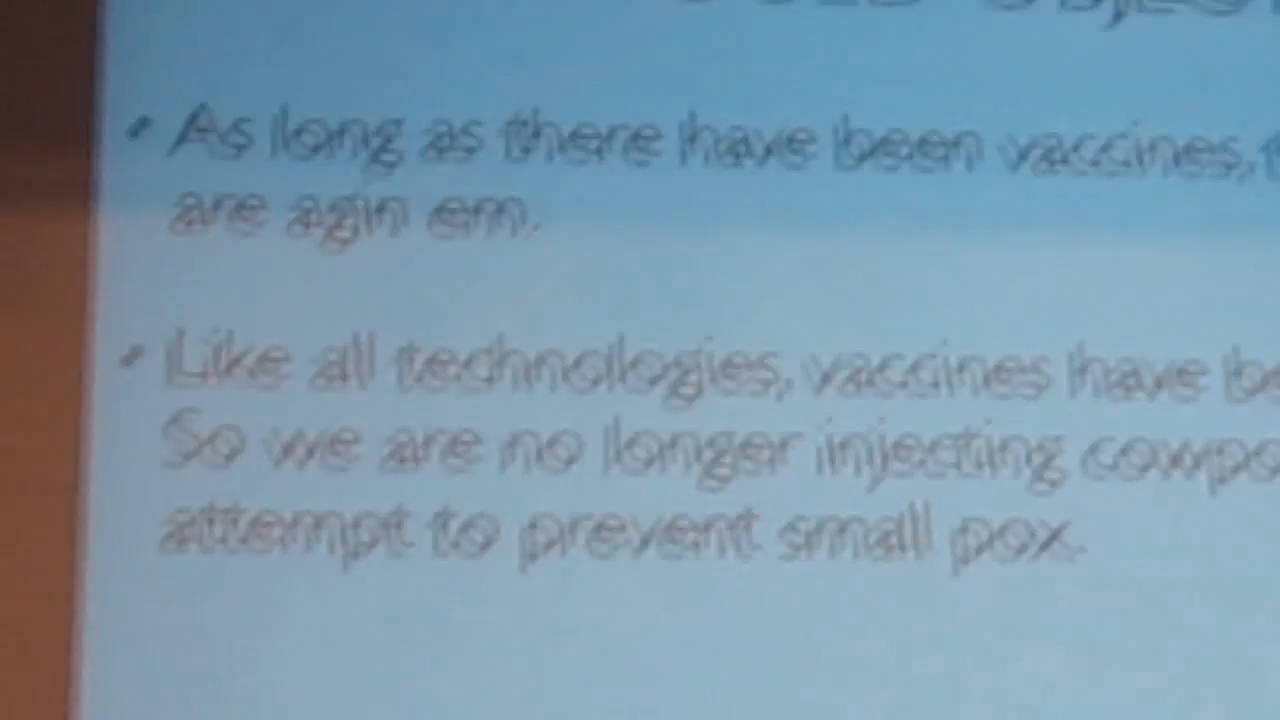 • As long as there have been vaccines,
are agin em.
• Like all technologies, vaccines have
So we are no longer injecting
attempt to prevent small pox.